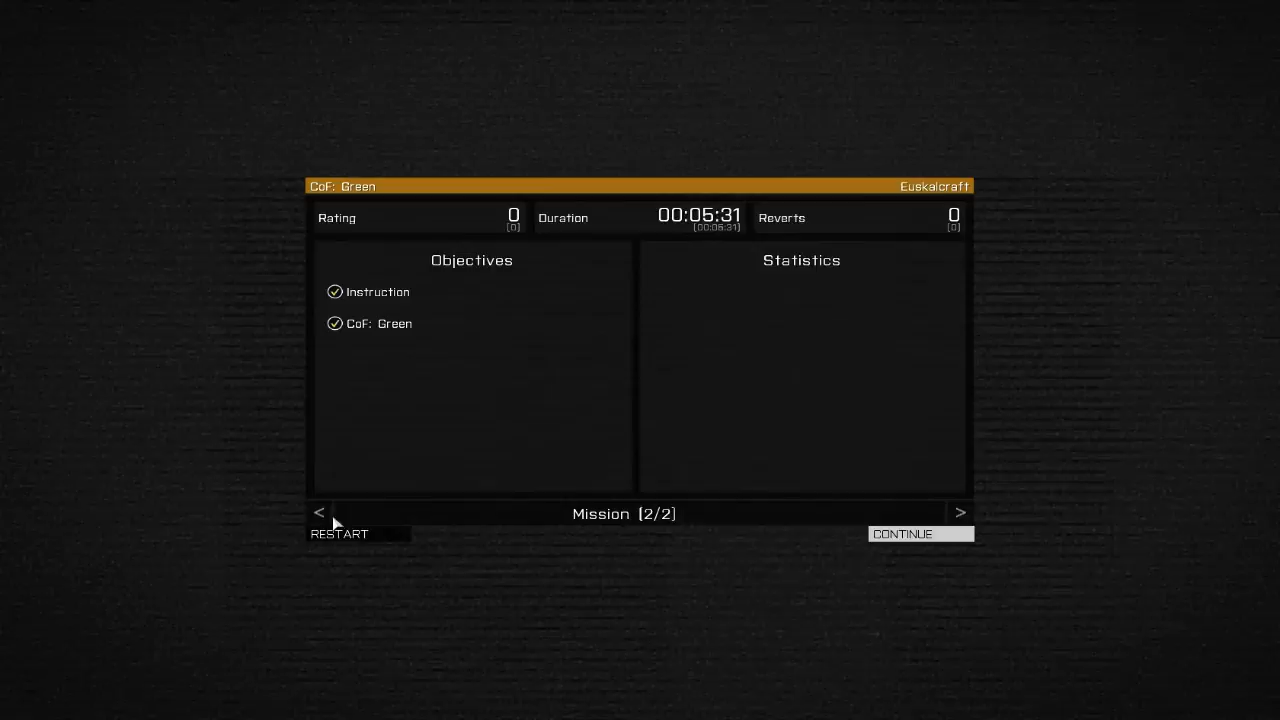 CoF: Green Euskalcraft
Rating 0 Duration 00:05:31 Reverts 0
[0] [00:05:31] [0]
Objectives Statistics
Instruction
CoF: Green
< Mission [2/2] >
RESTART CONTINUE